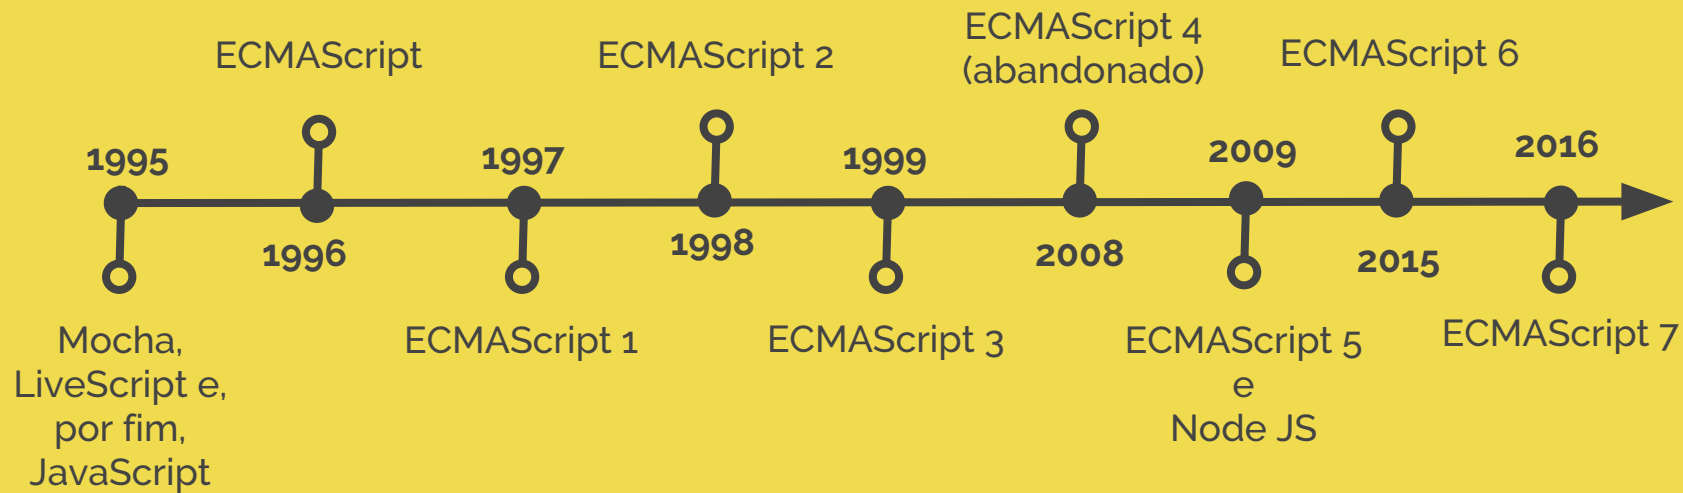 1995
Mocha,
LiveScript e,
por fim,
JavaScript
ECMAScript
1996
1997
ECMAScript 1
ECMAScript 2
1998
1999
ECMAScript 3
ECMAScript 4
(abandonado)
2008
2009
ECMAScript 5
e
Node JS
ECMAScript 6
2015
2016
ECMAScript 7